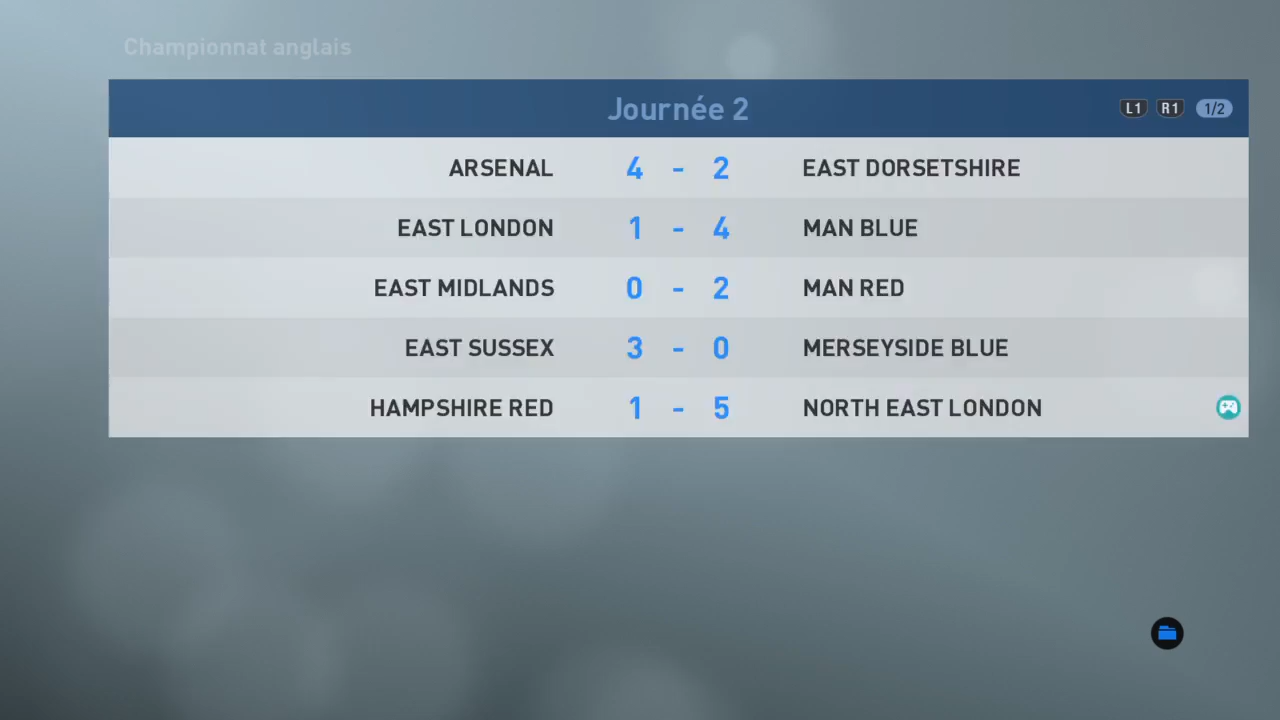 Championnat anglais
Journée 2 L1 R1 1/2
ARSENAL 4 - 2 EAST DORSETSHIRE
EAST LONDON 1 - 4 MAN BLUE
EAST MIDLANDS 0 - 2 MAN RED
EAST SUSSEX 3 - 0 MERSEYSIDE BLUE
HAMPSHIRE RED 1 - 5 NORTH EAST LONDON